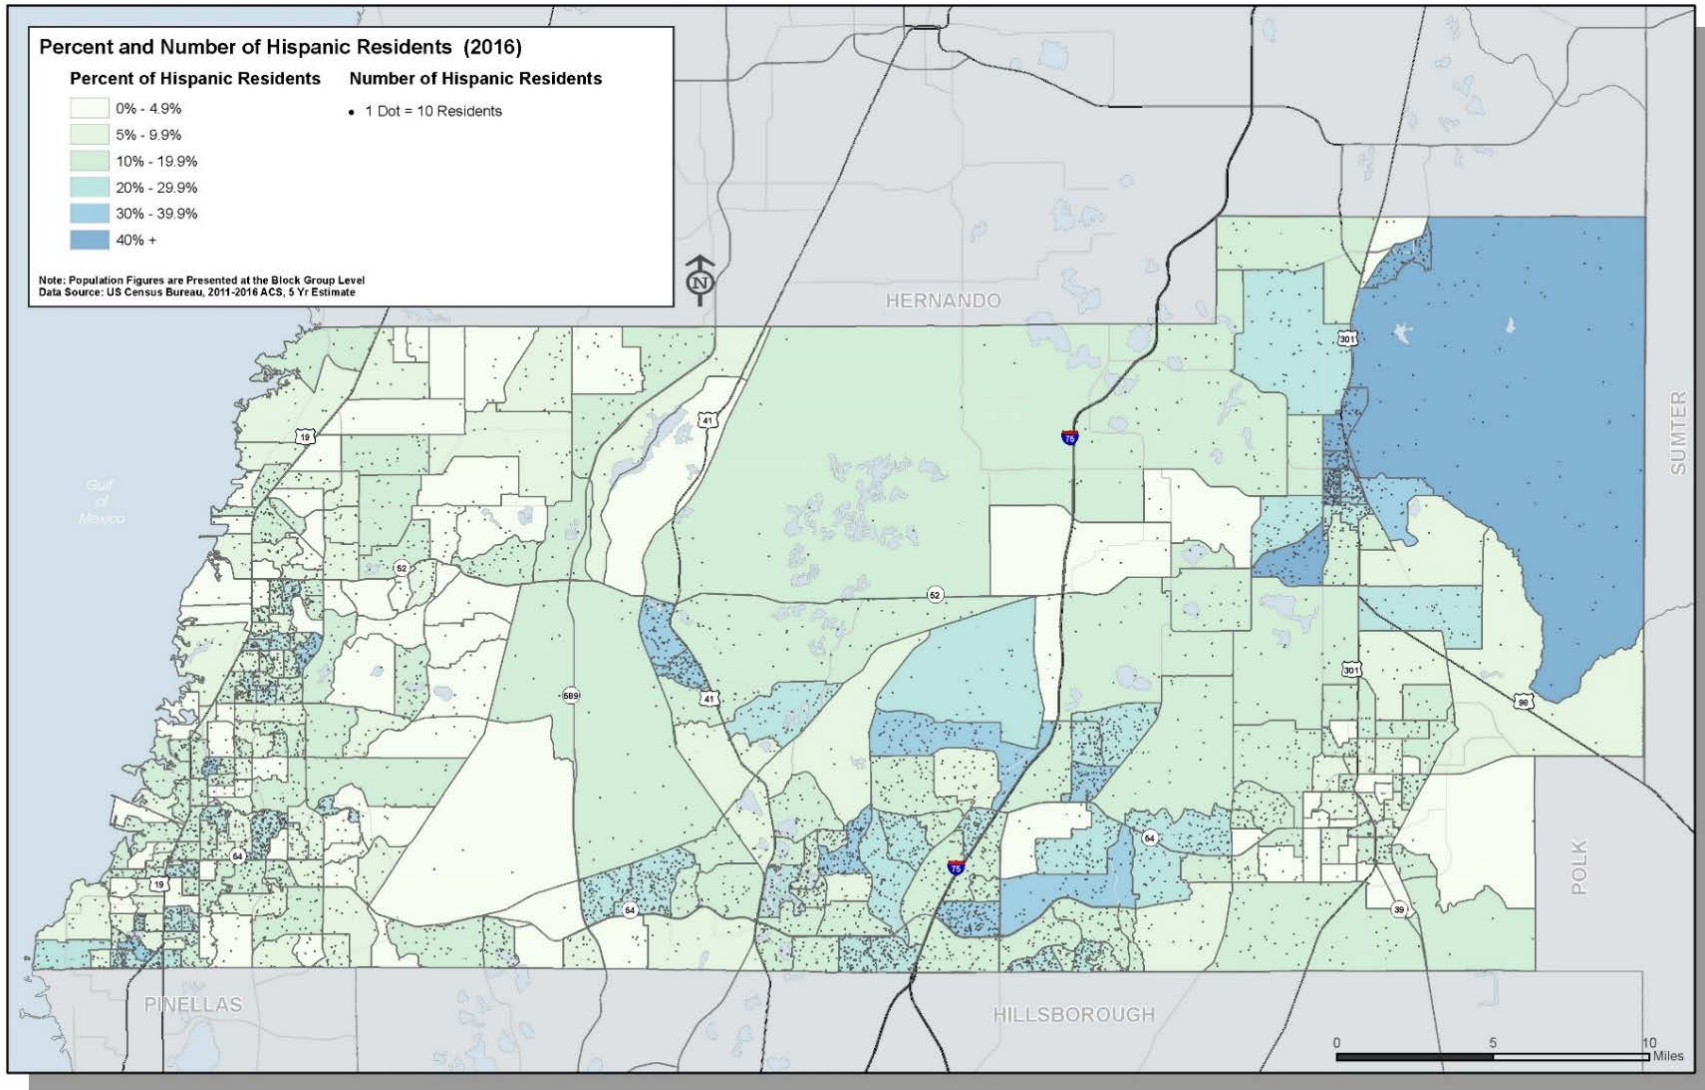 Percent and Number of Hispanic Residents (2016)
Percent of Hispanic Residents
0% - 4.9%
5% - 9.9%
10% - 19.9%
20% - 29.9%
30% - 39.9%
40% +
Number of Hispanic Residents
1 Dot = 10 Residents
Note: Population Figures are Presented at the Block Group Level
Data Source: US Census Bureau, 2011-2016 ACS, 5 Yr Estimate
N
HERNANDO
301
41
19
75
SUMTER
Gulf
of
Mexico
52
52
301
589
41
98
54
54
75
19
54
39
POLK
PINELLAS
HILLSBOROUGH
0 5 10
Miles